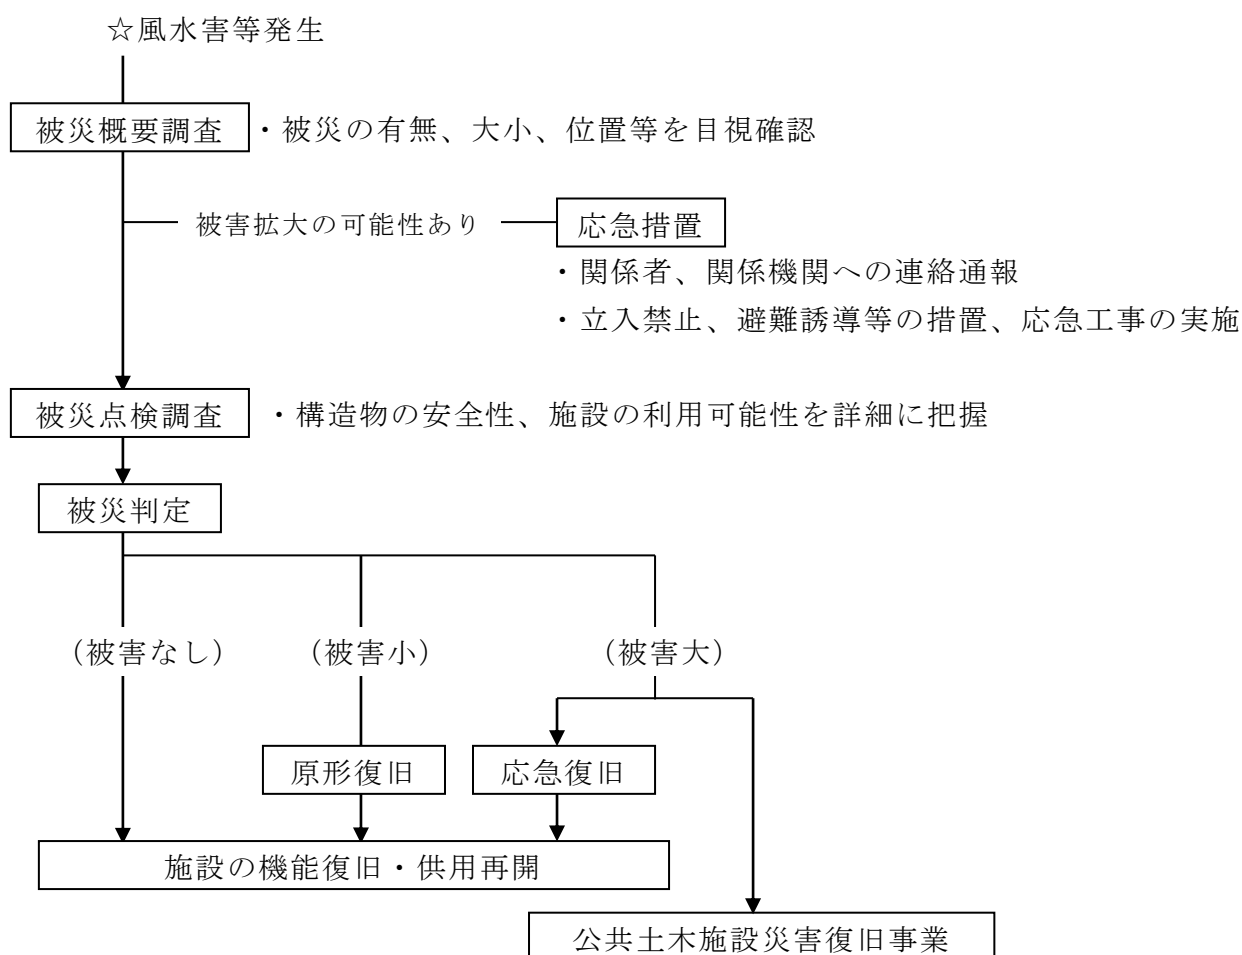 ☆風水害等発生
被災概要調査 ・被災の有無、大小、位置等を目視確認
被害拡大の可能性あり 応急措置
・関係者、関係機関への連絡通報
・立入禁止、避難誘導等の措置、応急工事の実施
被災点検調査 ・構造物の安全性、施設の利用可能性を詳細に把握
被災判定
(被害なし) (被害小) (被害大)
原形復旧 応急復旧
施設の機能復旧・供用再開
公共土木施設災害復旧事業